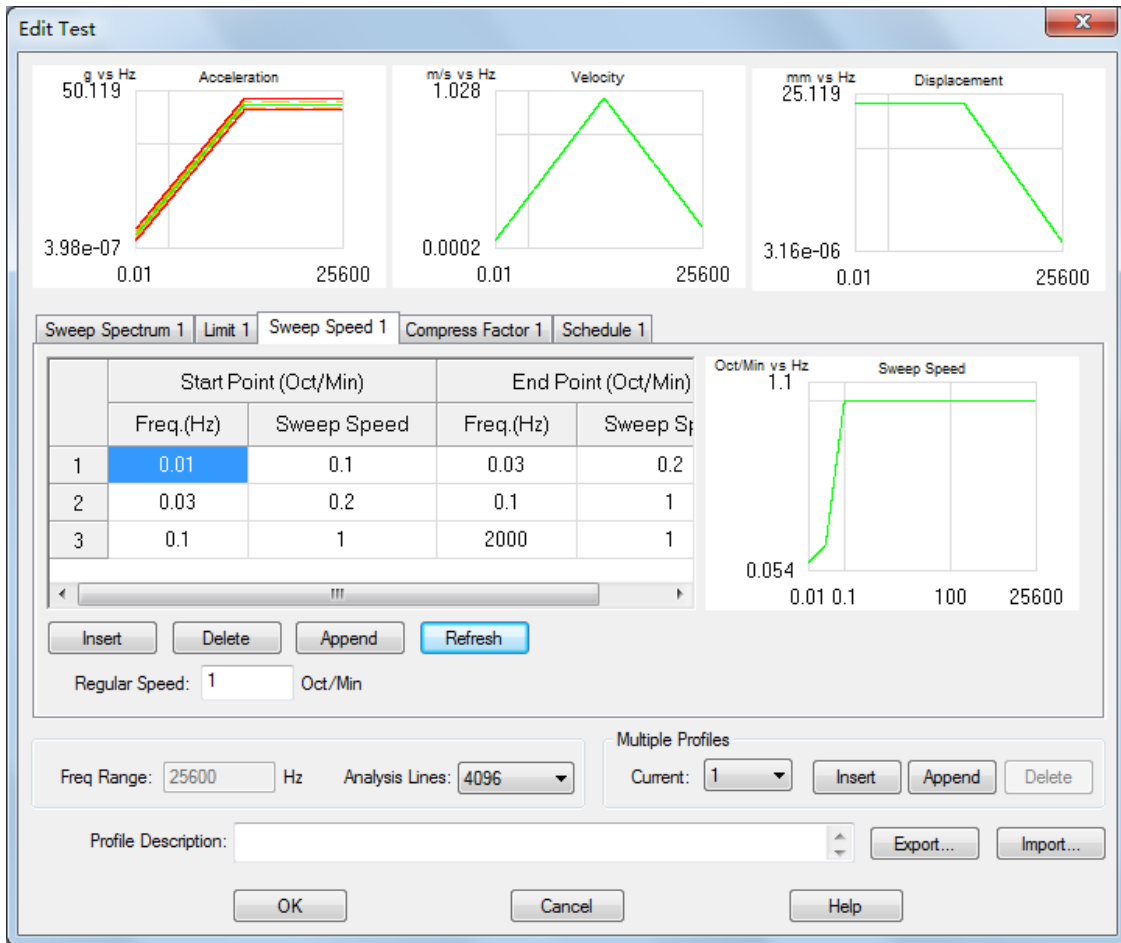 Edit Test
g vs Hz Acceleration
50.119
3.98e-07
0.01 25600
m/s vs Hz Velocity
1.028
0.0002
0.01 25600
mm vs Hz Displacement
25.119
3.16e-06
0.01 25600
Sweep Spectrum 1 Limit 1 Sweep Speed 1 Compress Factor 1 Schedule 1
Start Point (Oct/Min) End Point (Oct/Min)
Freq.(Hz) Sweep Speed Freq.(Hz) Sweep
1 0.01 0.1 0.03 0.2
2 0.03 0.2 0.1 1
3 0.1 1 2000 1
Oct/Min vs Hz Sweep Speed
1.1
0.054
0.01 0.1 100 25600
Insert Delete Append Refresh
Regular Speed: 1 Oct/Min
Multiple Profiles
Freq Range: 25600 Hz Analysis Lines: 4096 Current: 1 Insert Append Delete
Profile Description: Export... Import...
OK Cancel Help